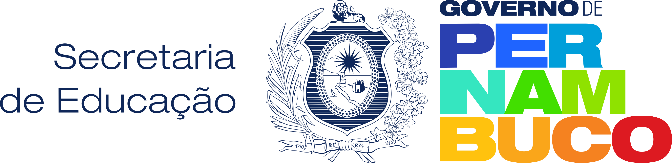 Secretaria
de Educação
GOVERNO DE
PER
NAM
BUCO